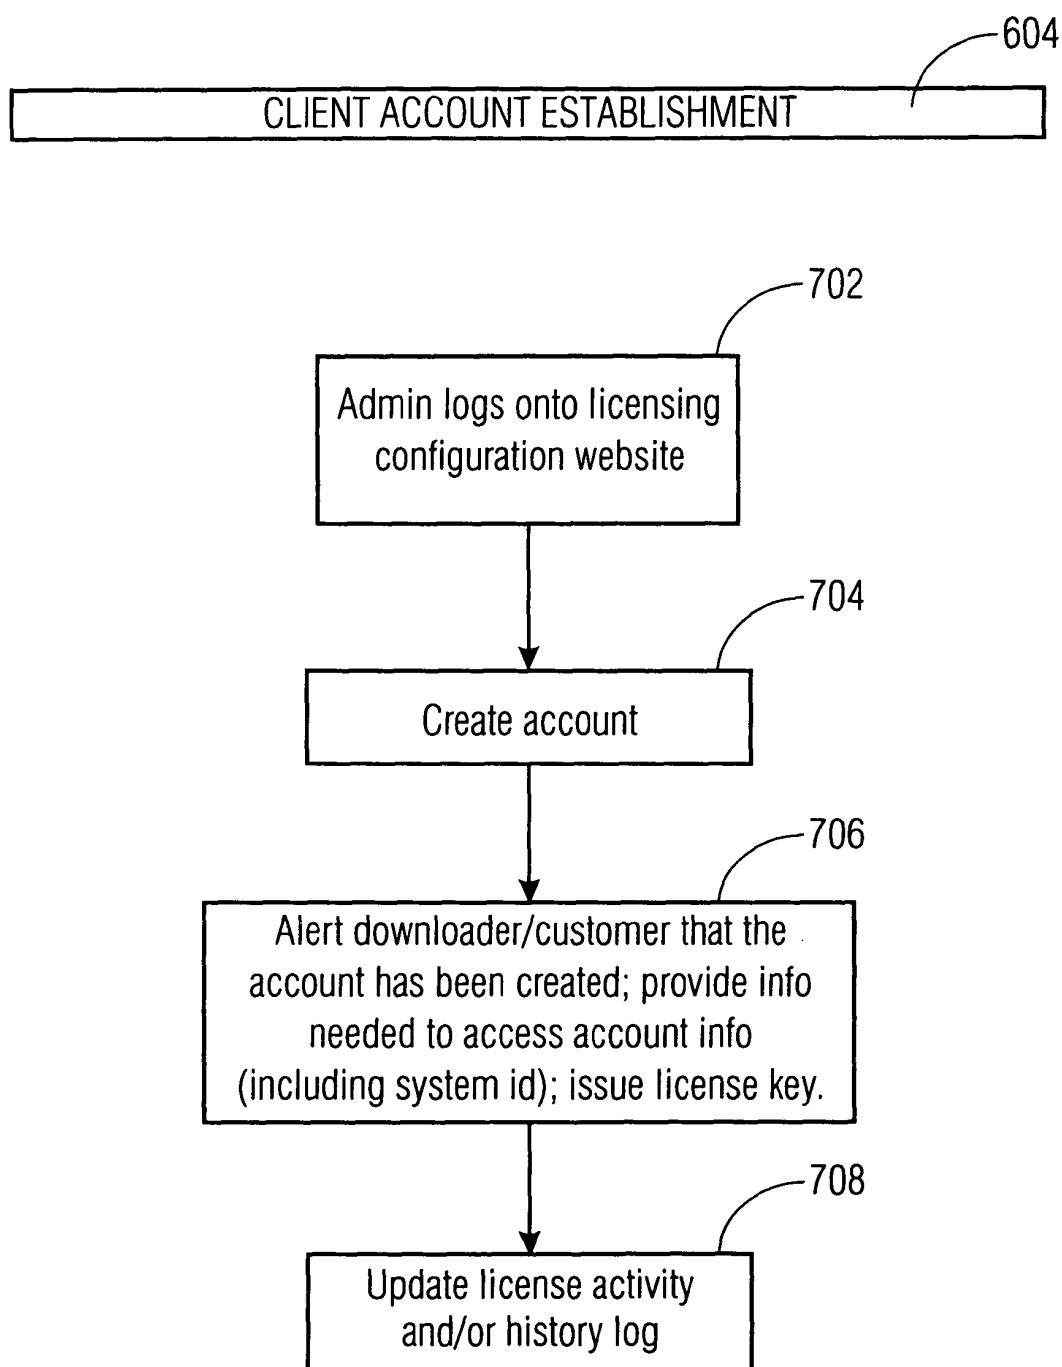 604
CLIENT ACCOUNT ESTABLISHMENT
702
Admin logs onto licensing
configuration website
704
Create account
706
Alert downloader/customer that the
account has been created; provide info
needed to access account info
(including system id); issue license key.
708
Update license activity
and/or history log